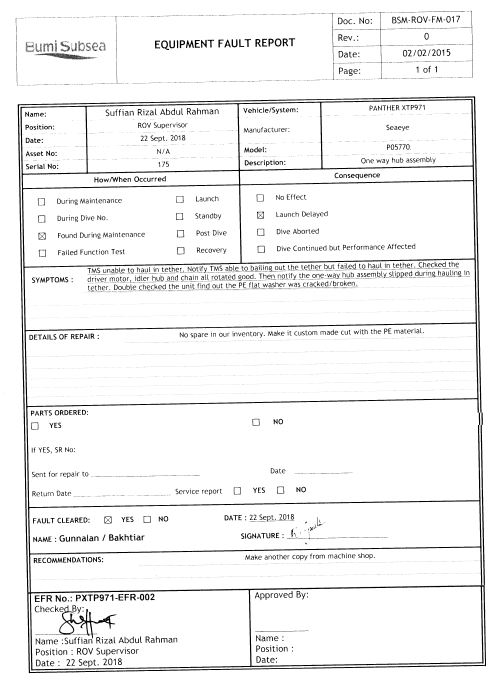 Bumi Subsea
EQUIPMENT FAULT REPORT
Doc. No: BSM-ROV-FM-017
Rev.: 0
Date: 02/02/2015
Page: 1 of 1
Name: Suffian Rizal Abdul Rahman
Position: ROV Supervisor
Date: 22 Sept. 2018
Asset No: N/A
Serial No: 175
Vehicle/System: PANTHER XTP971
Manufacturer: Seaeye
Model: P05770
Description: One way hub assembly
How/When Occurred
Consequence
☐ During Maintenance ☐ Launch ☐ No Effect
☐ During Dive No. ☐ Standby ☒ Launch Delayed
☒ Found During Maintenance ☐ Post Dive ☐ Dive Aborted
☐ Failed Function Test ☐ Recovery ☐ Dive Continued but Performance Affected
SYMPTOMS : TMS unable to haul in tether. Notify TMS able to bailing out the tether but failed to haul in tether. Checked the
driver motor, idler hub and chain all rotated good. Then notify the one-way hub assembly slipped during hauling in
tether. Double checked the unit find out the PE flat washer was cracked/broken.
DETAILS OF REPAIR : No spare in our inventory. Make it custom made cut with the PE material.
PARTS ORDERED:
☐ YES ☐ NO
If YES, SR No:
Sent for repair to Date
Return Date Service report ☐ YES ☐ NO
FAULT CLEARED: ☒ YES ☐ NO DATE : 22 Sept. 2018
NAME : Gunnalan / Bakhtiar SIGNATURE :
RECOMMENDATIONS: Make another copy from machine shop.
EFR No.: PXTP971-EFR-002
Checked By:
Name :Suffian Rizal Abdul Rahman
Position : ROV Supervisor
Date : 22 Sept. 2018
Approved By:
Name :
Position :
Date: